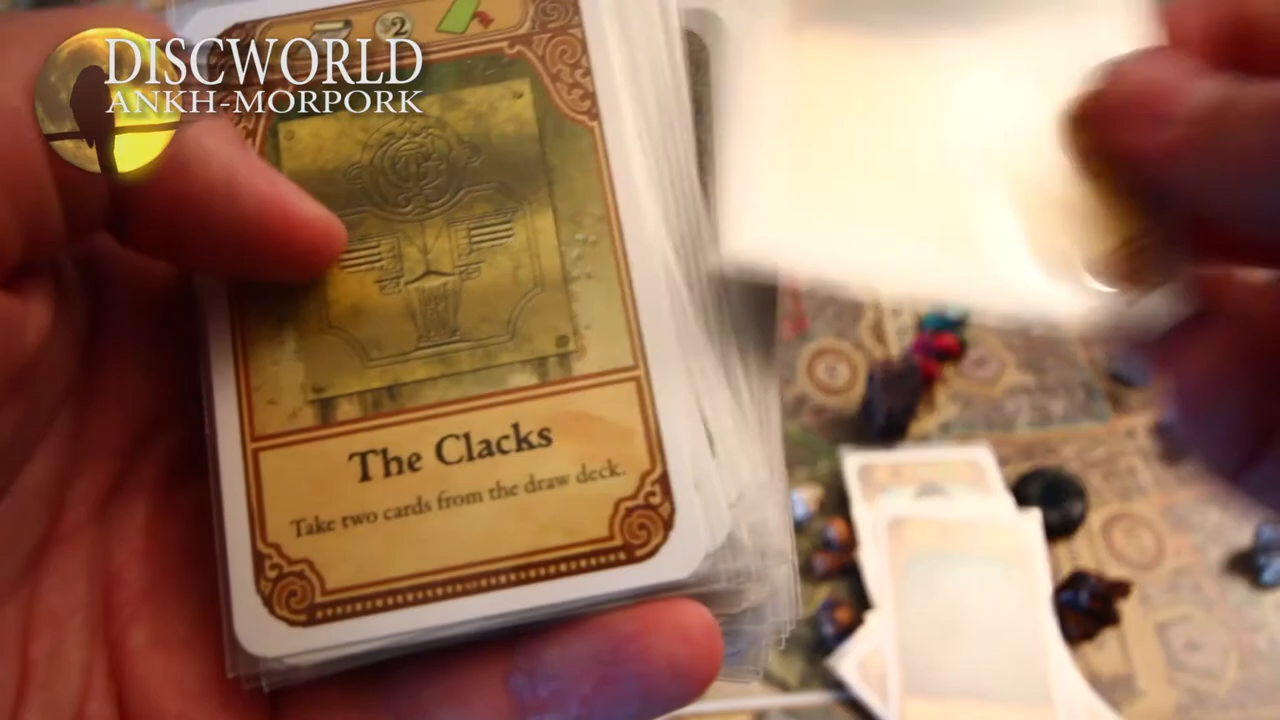 DISCWORLD
ANKH-MORPORK
2
The Clacks
Take two cards from the draw deck.